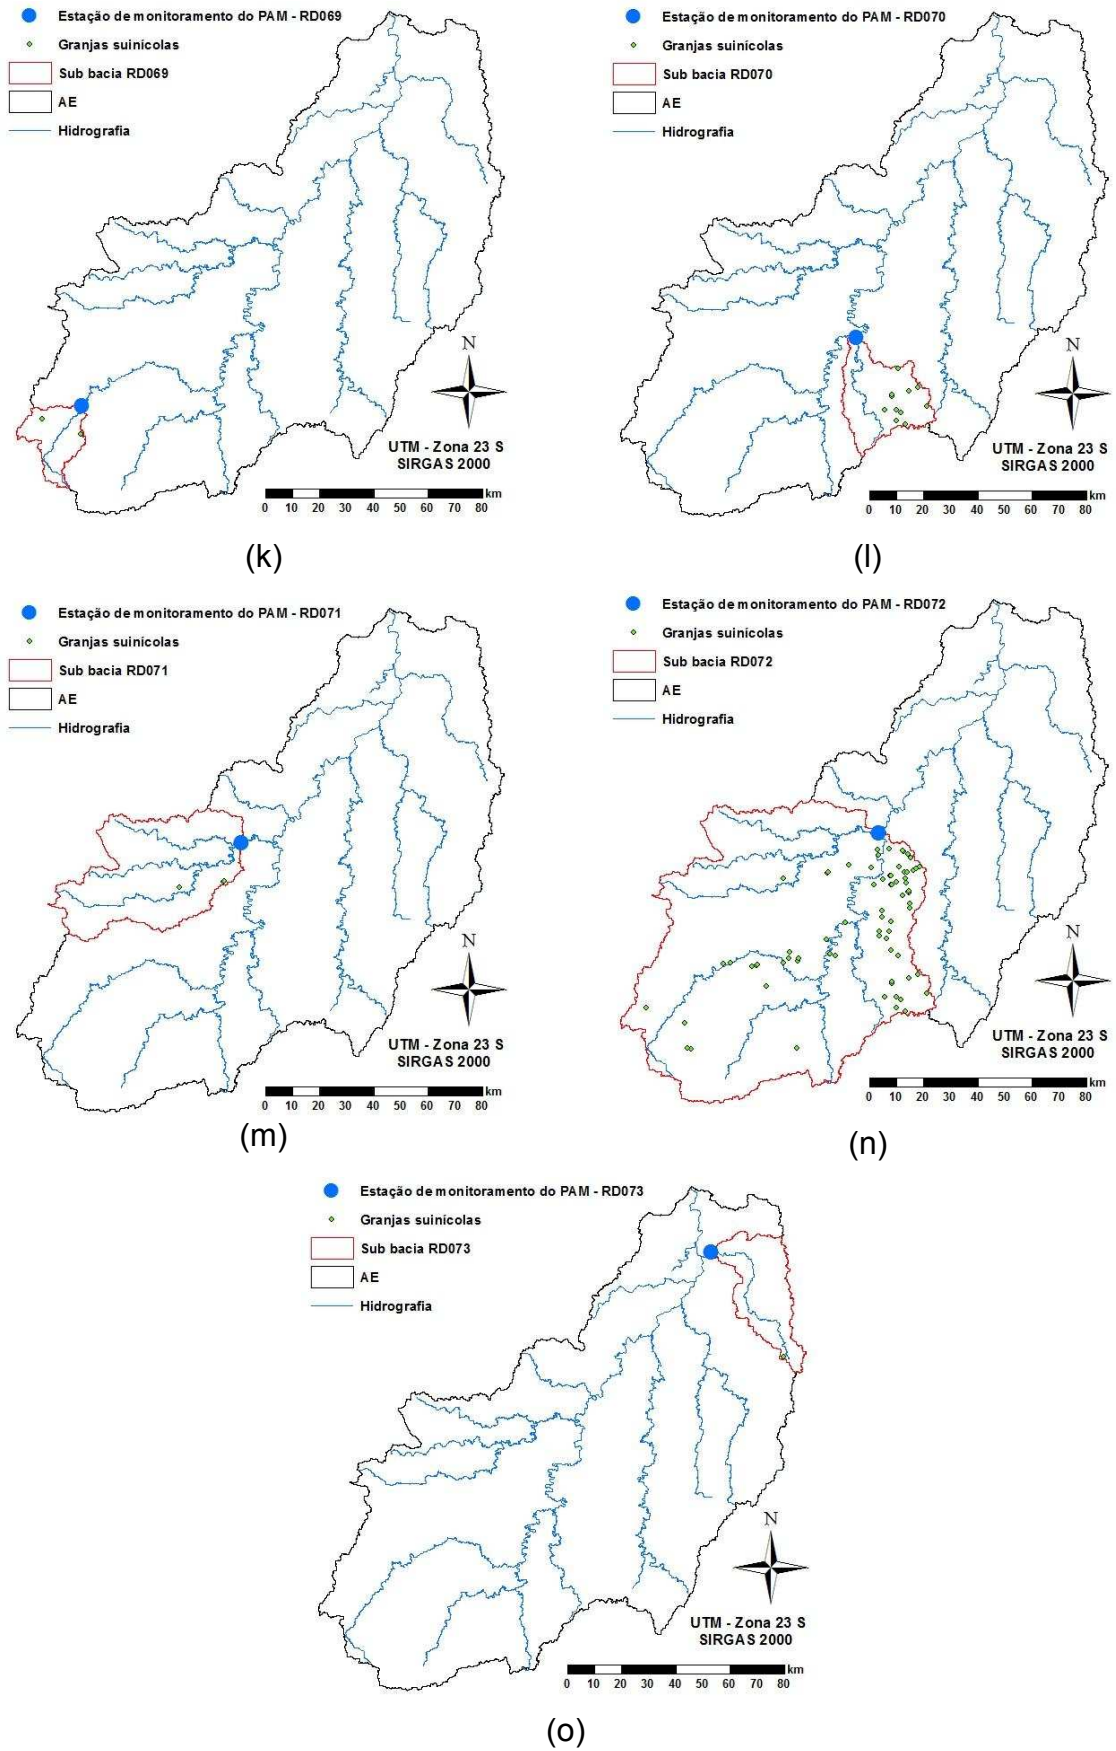 Estação de monitoramento do PAM - RD069
Granjas suinícolas
Sub bacia RD069
AE
Hidrografia
N
UTM - Zona 23 S
SIRGAS 2000
km
0 10 20 30 40 50 60 70 80
(k)
Estação de monitoramento do PAM - RD070
Granjas suinícolas
Sub bacia RD070
AE
Hidrografia
N
UTM - Zona 23 S
SIRGAS 2000
km
0 10 20 30 40 50 60 70 80
(l)
Estação de monitoramento do PAM - RD071
Granjas suinícolas
Sub bacia RD071
AE
Hidrografia
N
UTM - Zona 23 S
SIRGAS 2000
km
0 10 20 30 40 50 60 70 80
(m)
Estação de monitoramento do PAM - RD072
Granjas suinícolas
Sub bacia RD072
AE
Hidrografia
N
UTM - Zona 23 S
SIRGAS 2000
km
0 10 20 30 40 50 60 70 80
(n)
Estação de monitoramento do PAM - RD073
Granjas suinícolas
Sub bacia RD073
AE
Hidrografia
N
UTM - Zona 23 S
SIRGAS 2000
km
0 10 20 30 40 50 60 70 80
(o)